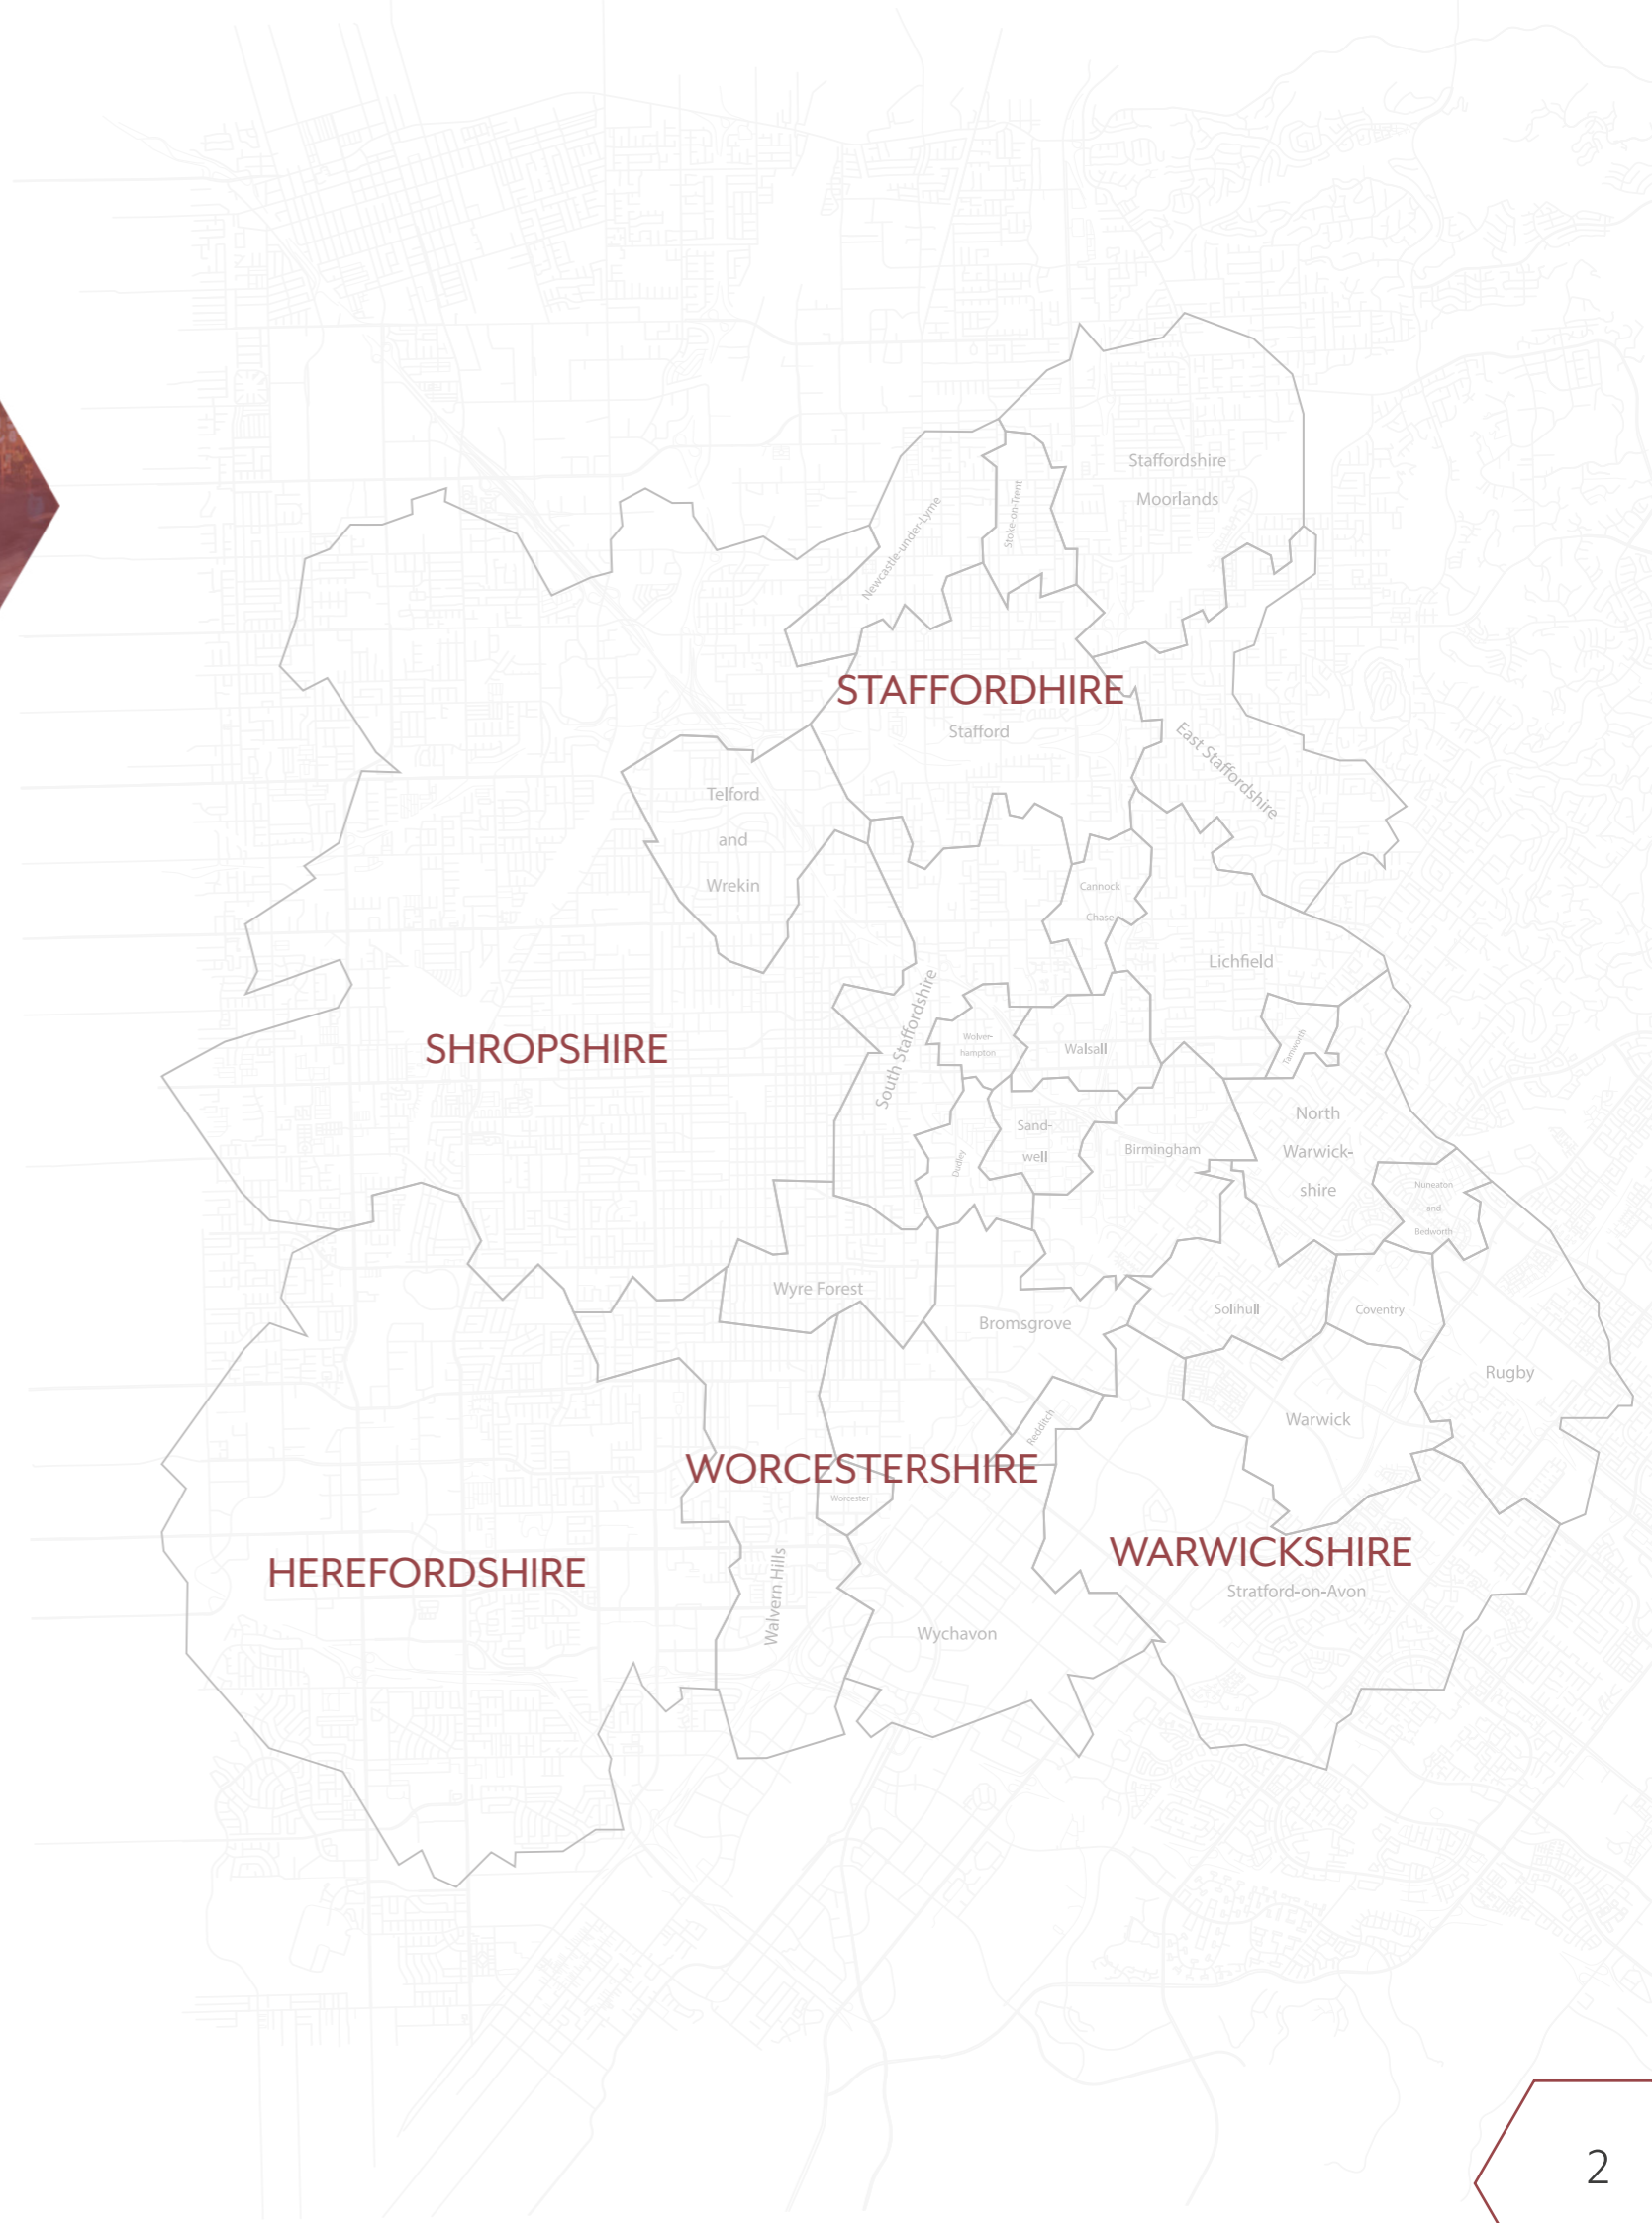 Staffordshire
Moorlands
Newcastle-under-Lyme
Stoke-on-Trent
STAFFORDHIRE
Stafford
East Staffordshire
Telford
and
Wrekin
Cannock
Chase
Lichfield
South Staffordshire
SHROPSHIRE
Wolver-
hampton
Walsall
Tamworth
Sand-
well
Dudley
Birmingham
North
Warwick-
shire
Nuneaton
and
Bedworth
Wyre Forest
Bromsgrove
Solihull
Coventry
Rugby
Redditch
Warwick
WORCESTERSHIRE
Worcester
HEREFORDSHIRE
Walvern Hills
WARWICKSHIRE
Stratford-on-Avon
Wychavon
2